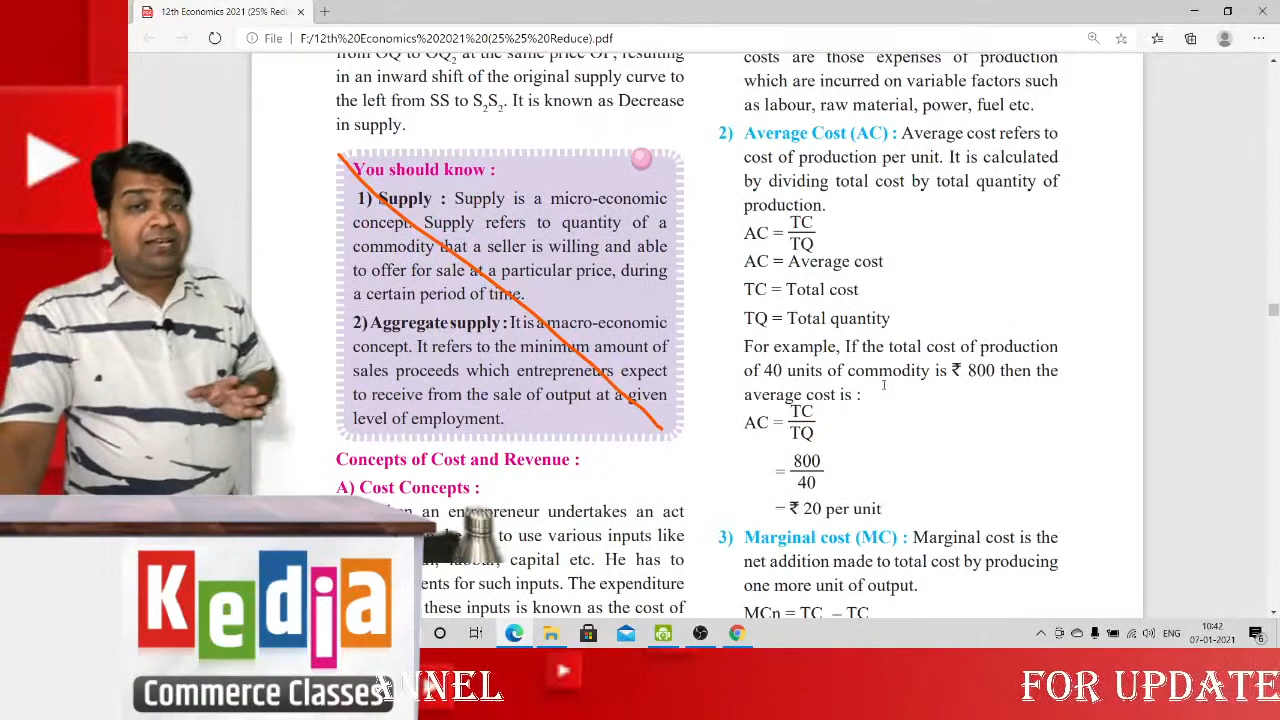 12th Economics 2021 (25% Redu
File
F:/12th%20Economics%202021%20(25%25%20Reduce).pdf
from OQ to OQ2 at the same price OP, resulting
in an inward shift of the original supply curve to
the left from SS to S2S2. It is known as Decrease
in supply.
You should know :
1) Supply : Supply is a micro-economic
concept. Supply refers to quantity of a
commodity that a seller is willing and able
to offer for sale at a particular price, during
a certain period of time.
2) Aggregate supply : It is a macro-economic
concept. It refers to the minimum amount of
sales proceeds which entrepreneurs expect
to receive from the sale of output at a given
level of employment.
Concepts of Cost and Revenue :
A) Cost Concepts :
an entrepreneur undertakes an act
to use various inputs like
labour, capital etc. He has to
for such inputs. The expenditure
these inputs is known as the cost of
costs are those expenses of production
which are incurred on variable factors such
as labour, raw material, power, fuel etc.
2) Average Cost (AC) : Average cost refers to
cost of production per unit. It is calculated
by dividing total cost by total quantity of
production.
AC = TC
TQ
AC = Average cost
TC = Total cost
TQ = Total quantity
For example, If the total cost of production
of 40 units of commodity is ₹ 800 then the
average cost is :
AC = TC
TQ
= 800
40
= ₹ 20 per unit
3) Marginal cost (MC) : Marginal cost is the
net addition made to total cost by producing
one more unit of output.
MCn = TC – TC
ENG
10:42
07-01-2021
6
Kedia
Commerce Classes
ANNEL
FOR UPDATE